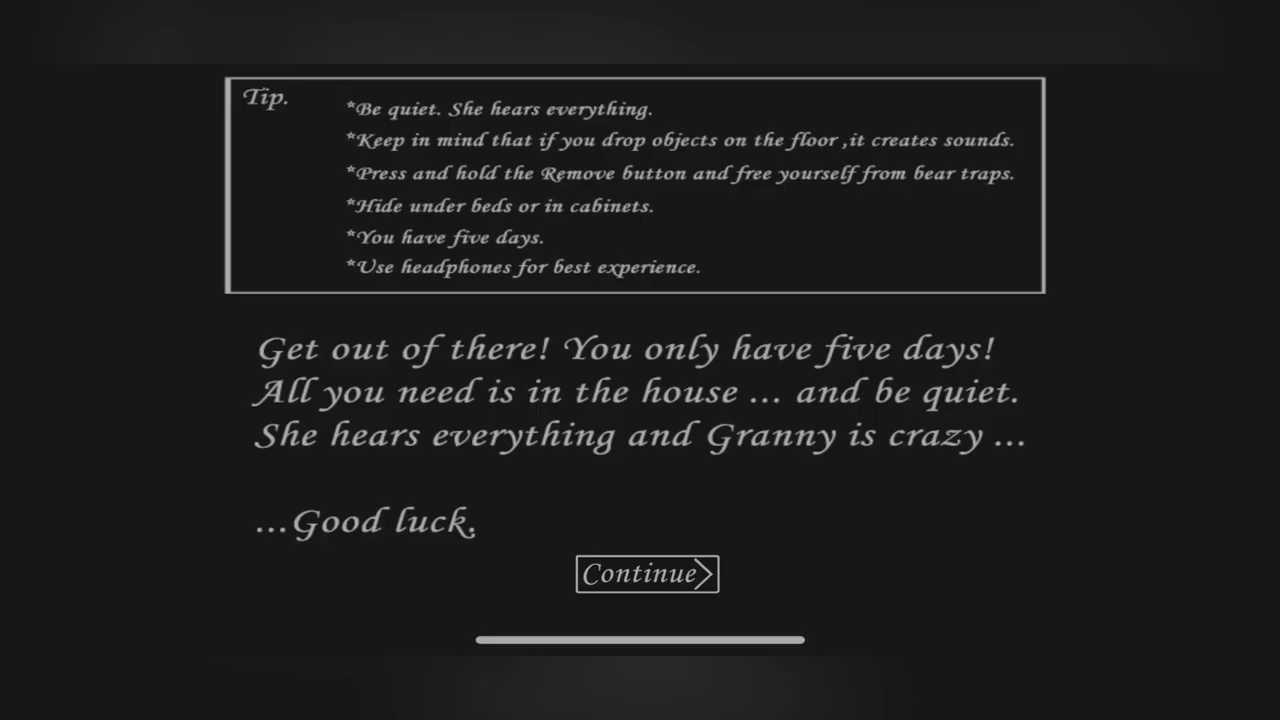 Tip.
*Be quiet. She hears everything.
*Keep in mind that if you drop objects on the floor ,it creates sounds.
*Press and hold the Remove button and free yourself from bear traps.
*Hide under beds or in cabinets.
*You have five days.
*Use headphones for best experience.
Get out of there! You only have five days!
All you need is in the house ... and be quiet.
She hears everything and Granny is crazy ...
...Good luck.
Continue